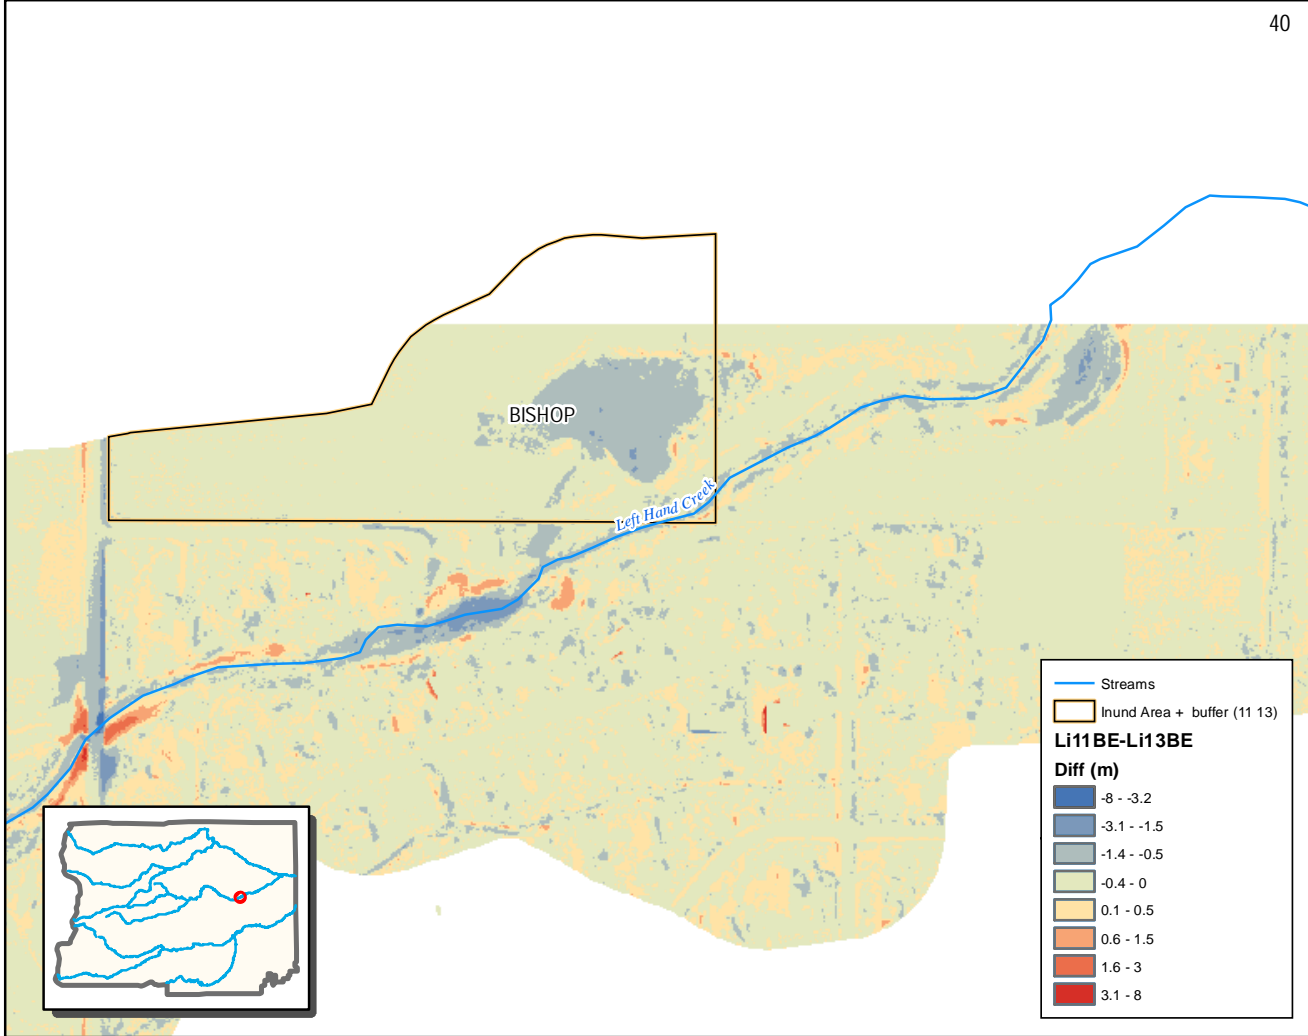 40
BISHOP
Left Hand Creek
Streams
Inund Area + buffer (11 13)
Li11BE-Li13BE
Diff (m)
-8 - -3.2
-3.1 - -1.5
-1.4 - -0.5
-0.4 - 0
0.1 - 0.5
0.6 - 1.5
1.6 - 3
3.1 - 8